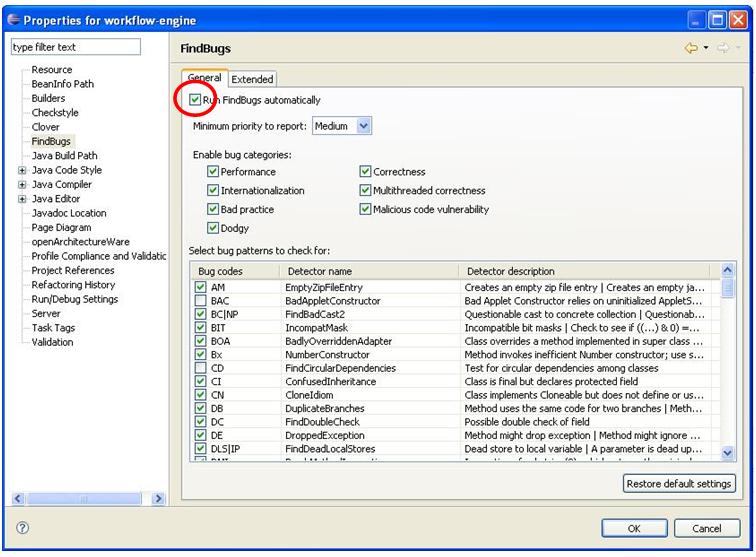 Properties for workflow-engine
type filter text
FindBugs
Resource
BeanInfo Path
Builders
Checkstyle
Clover
FindBugs
Java Build Path
Java Code Style
Java Compiler
Java Editor
Javadoc Location
Page Diagram
openArchitectureWare
Profile Compliance and Validatic
Project References
Refactoring History
Run/Debug Settings
Server
Task Tags
Validation
General Extended
Run FindBugs automatically
Minimum priority to report: Medium
Enable bug categories:
Performance Correctness
Internationalization Multithreaded correctness
Bad practice Malicious code vulnerability
Dodgy
Select bug patterns to check for:
Bug codes Detector name Detector description
AM EmptyZipFileEntry Creates an empty zip file entry | Creates an empty ja...
BAC BadAppletConstructor Bad Applet Constructor relies on uninitialized AppletS...
BC|NP FindBadCast2 Questionable cast to concrete collection | Questionab...
BIT IncompatMask Incompatible bit masks | Check to see if ((...) & 0) =...
BOA BadlyOverriddenAdapter Class overrides a method implemented in super class ...
Bx NumberConstructor Method invokes inefficient Number constructor; use s...
CD FindCircularDependencies Test for circular dependencies among classes
CI ConfusedInheritance Class is final but declares protected field
CN CloneIdiom Class implements Cloneable but does not define or us...
DB DuplicateBranches Method uses the same code for two branches | Meth...
DC FindDoubleCheck Possible double check of field
DE DroppedException Method might drop exception | Method might ignore ...
DLS|IP FindDeadLocalStores Dead store to local variable | A parameter is dead up...
Restore default settings
OK Cancel